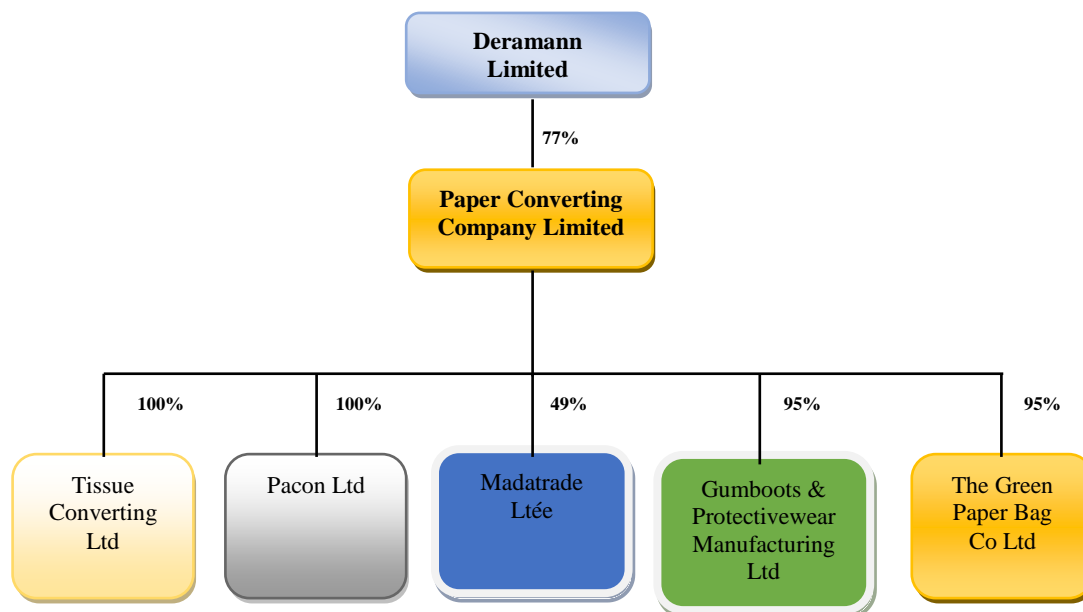 Deramann
Limited
77%
Paper Converting
Company Limited
100%
100%
49%
95%
95%
Tissue
Converting
Ltd
Pacon Ltd
Madatrade
Ltée
Gumboots &
Protectivewear
Manufacturing
Ltd
The Green
Paper Bag
Co Ltd